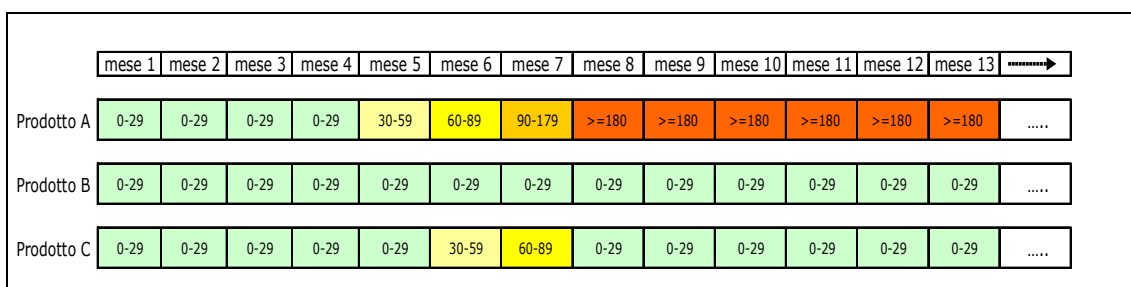 mese 1 mese 2 mese 3 mese 4 mese 5 mese 6 mese 7 mese 8 mese 9 mese 10 mese 11 mese 12 mese 13
Prodotto A 0-29 0-29 0-29 0-29 30-59 60-89 90-179 >=180 >=180 >=180 >=180 >=180 >=180 .....
Prodotto B 0-29 0-29 0-29 0-29 0-29 0-29 0-29 0-29 0-29 0-29 0-29 0-29 0-29 .....
Prodotto C 0-29 0-29 0-29 0-29 0-29 30-59 60-89 0-29 0-29 0-29 0-29 0-29 0-29 .....